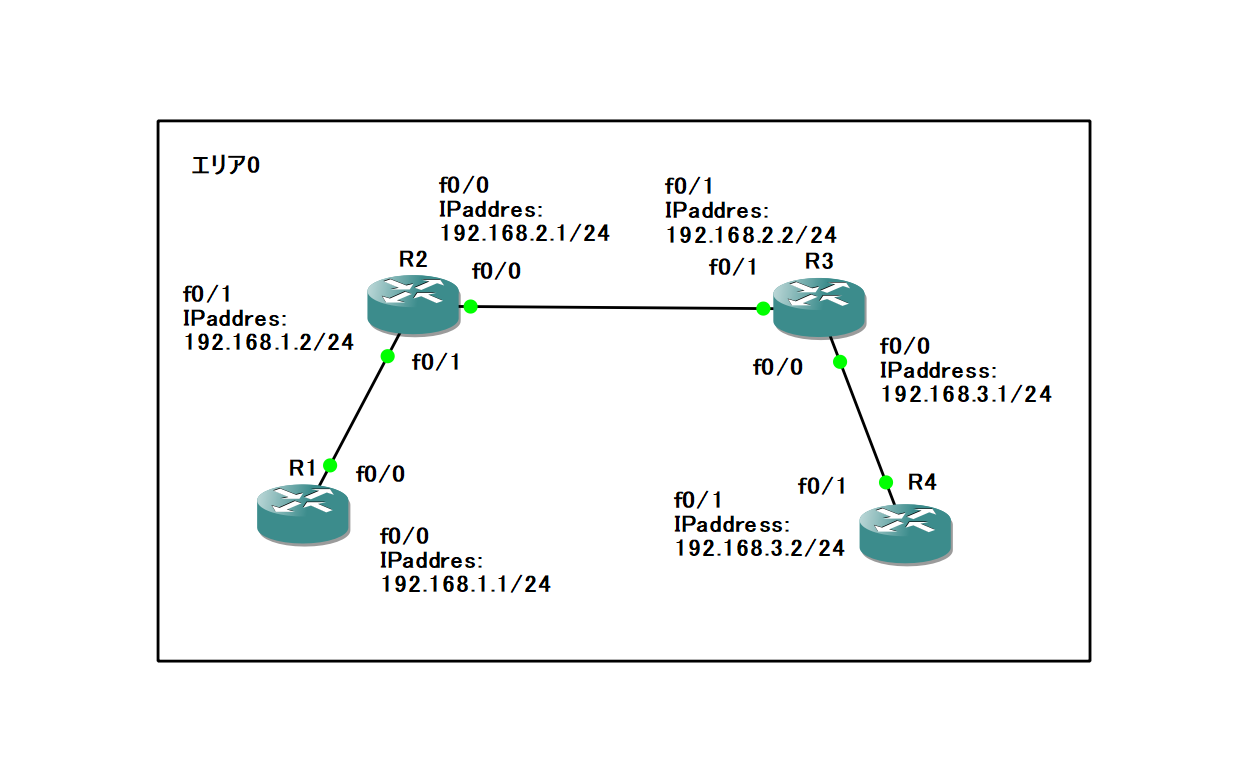 エリア0
f0/0
IPaddres:
192.168.2.1/24
f0/1
IPaddres:
192.168.2.2/24
R2
f0/0
f0/1
R3
f0/1
IPaddres:
192.168.1.2/24
f0/1
f0/0
f0/0
IPaddress:
192.168.3.1/24
R1
f0/0
f0/0
IPaddres:
192.168.1.1/24
f0/1
R4
f0/1
IPaddress:
192.168.3.2/24